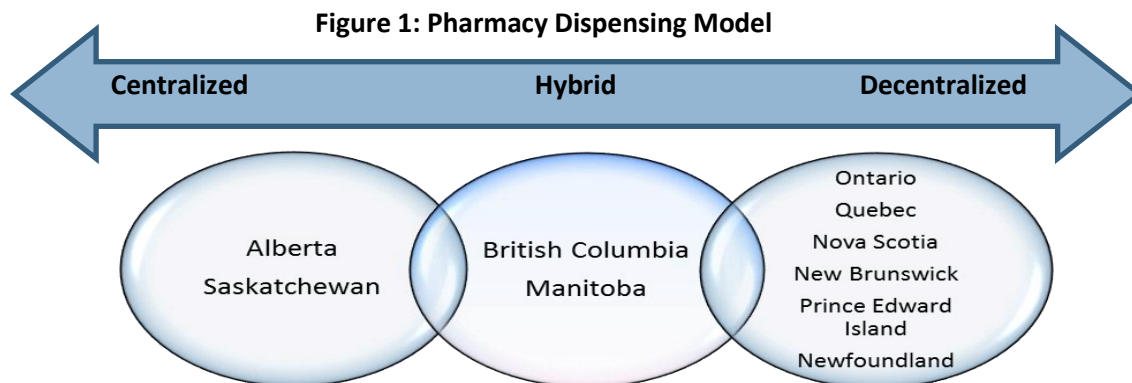 Figure 1: Pharmacy Dispensing Model
Centralized
Hybrid
Decentralized
Alberta
Saskatchewan
British Columbia
Manitoba
Ontario
Quebec
Nova Scotia
New Brunswick
Prince Edward
Island
Newfoundland